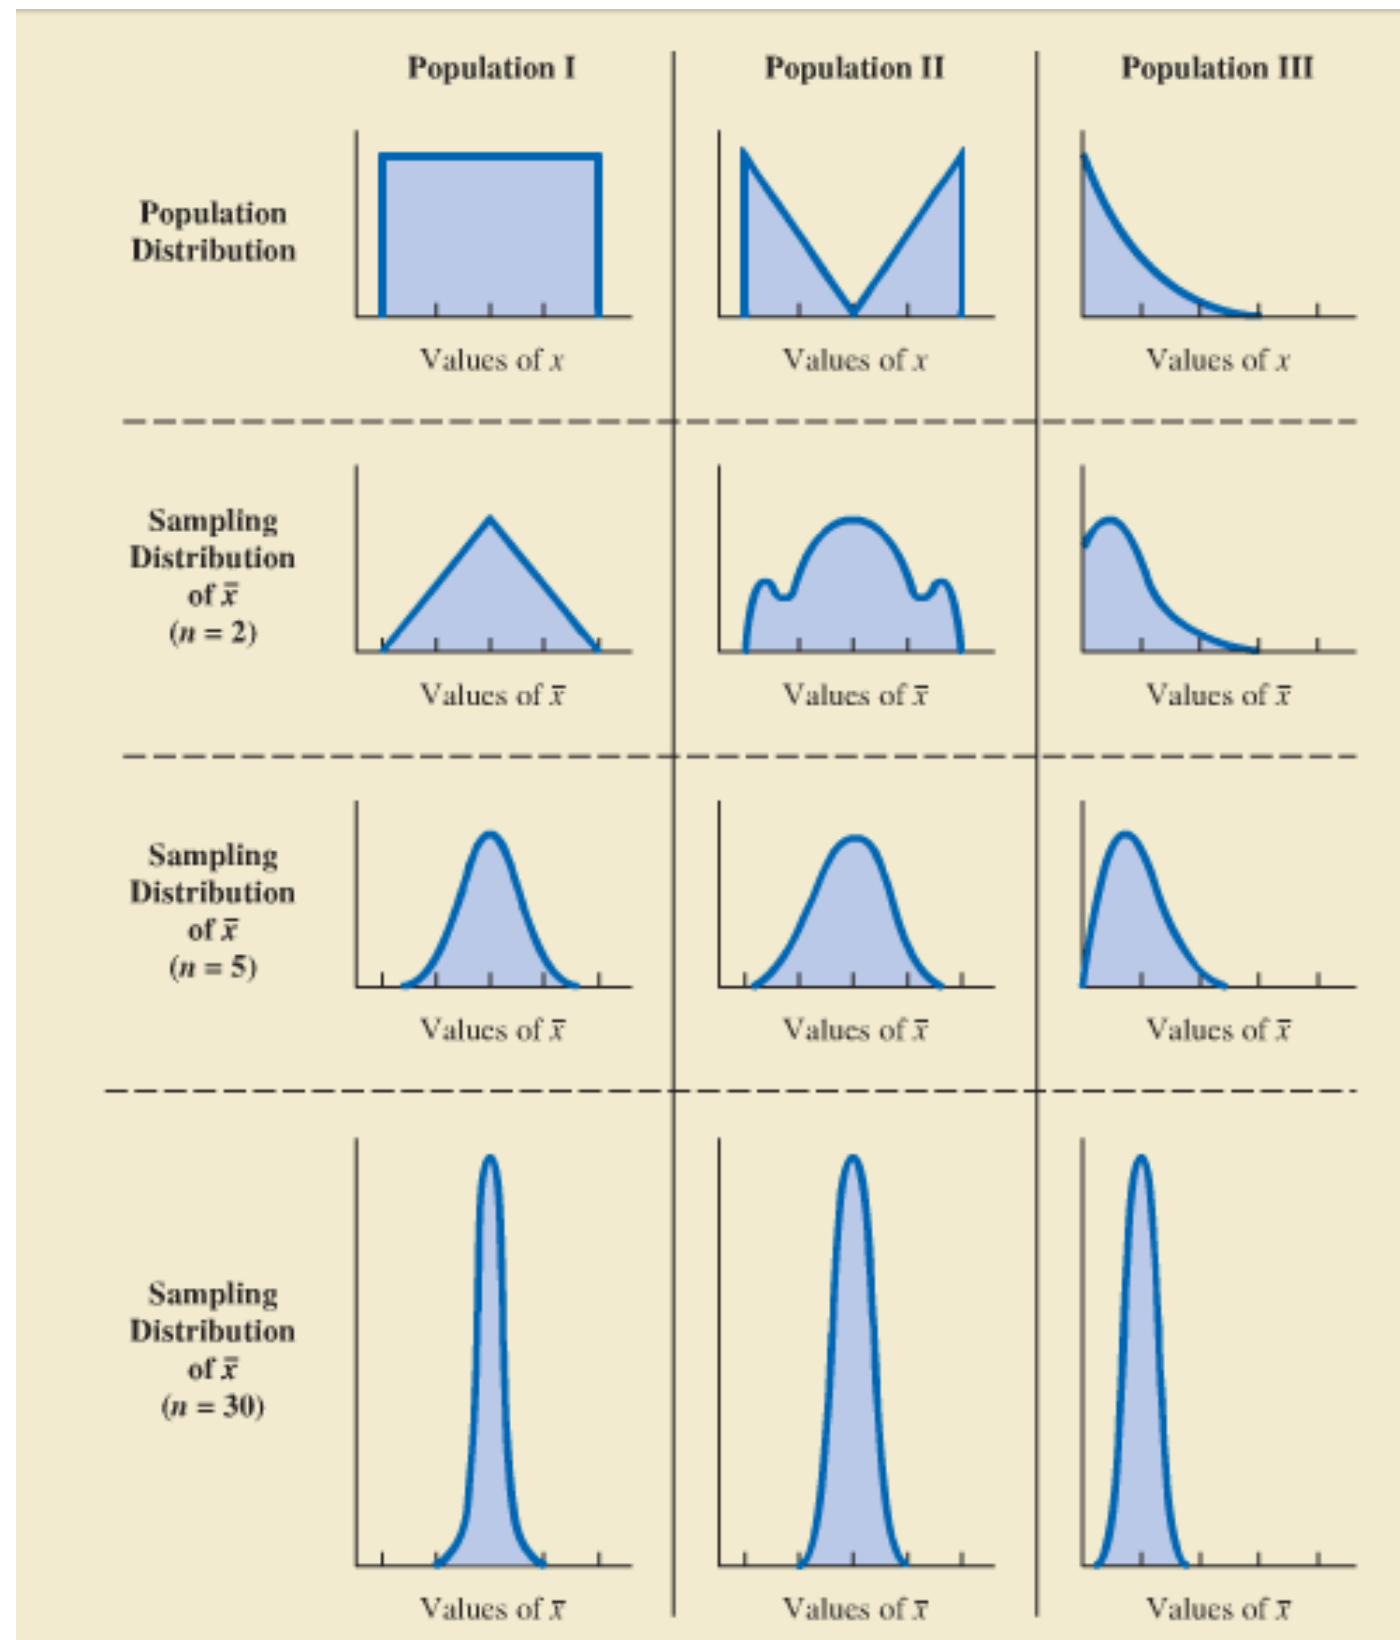 Population I
Population II
Population III
Population
Distribution
Values of x
Values of x
Values of x
Sampling
Distribution
of x̄
(n = 2)
Values of x̄
Values of x̄
Values of x̄
Sampling
Distribution
of x̄
(n = 5)
Values of x̄
Values of x̄
Values of x̄
Sampling
Distribution
of x̄
(n = 30)
Values of x̄
Values of x̄
Values of x̄